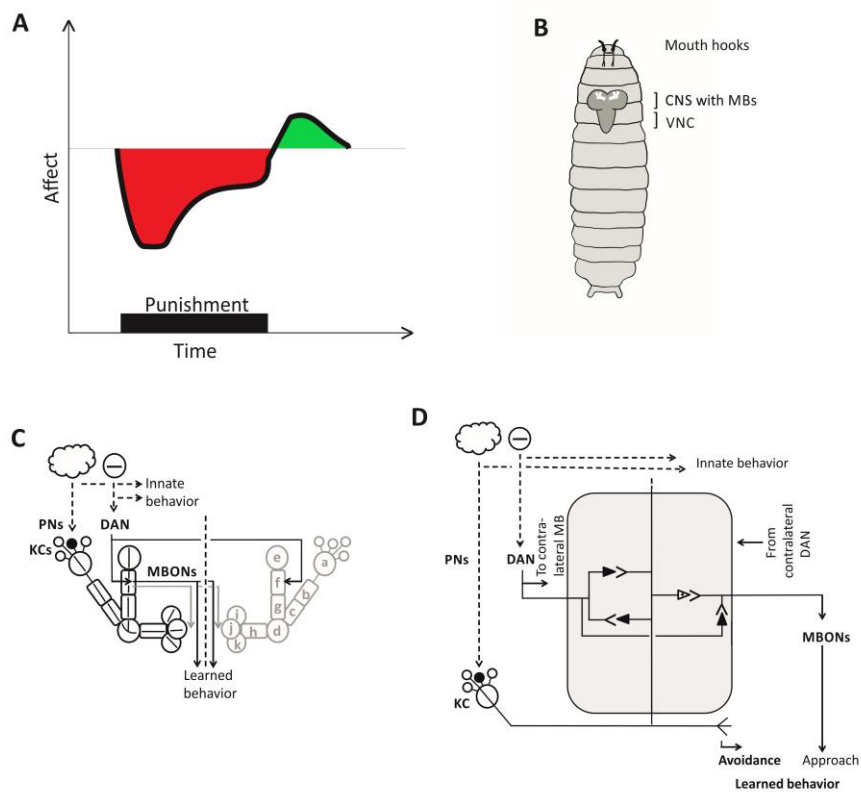 A
Affect
Punishment
Time
B
Mouth hooks
CNS with MBs
VNC
C
Innate
behavior
PNs
DAN
KCs
MBONs
e
a
f
b
g
c
i
j
h
d
k
Learned
behavior
D
Innate behavior
PNs
DAN
To contra-
lateral MB
From
contralateral
DAN
MBONs
KC
Avoidance
Approach
Learned behavior